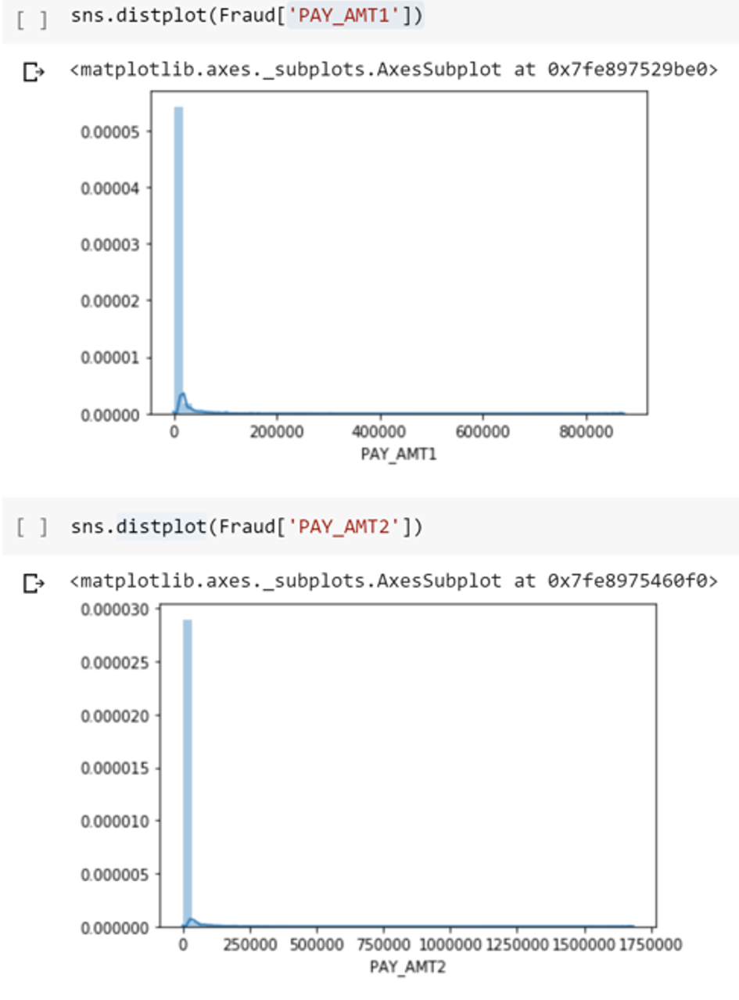 [ ] sns.distplot(Fraud['PAY_AMT1'])
<matplotlib.axes._subplots.AxesSubplot at 0x7fe897529be0>
0.00005
0.00004
0.00003
0.00002
0.00001
0.00000
0 200000 400000 600000 800000
PAY_AMT1
[ ] sns.distplot(Fraud['PAY_AMT2'])
<matplotlib.axes._subplots.AxesSubplot at 0x7fe8975460f0>
0.000030
0.000025
0.000020
0.000015
0.000010
0.000005
0.000000
0 250000 500000 750000 1000000 1250000 1500000 1750000
PAY_AMT2